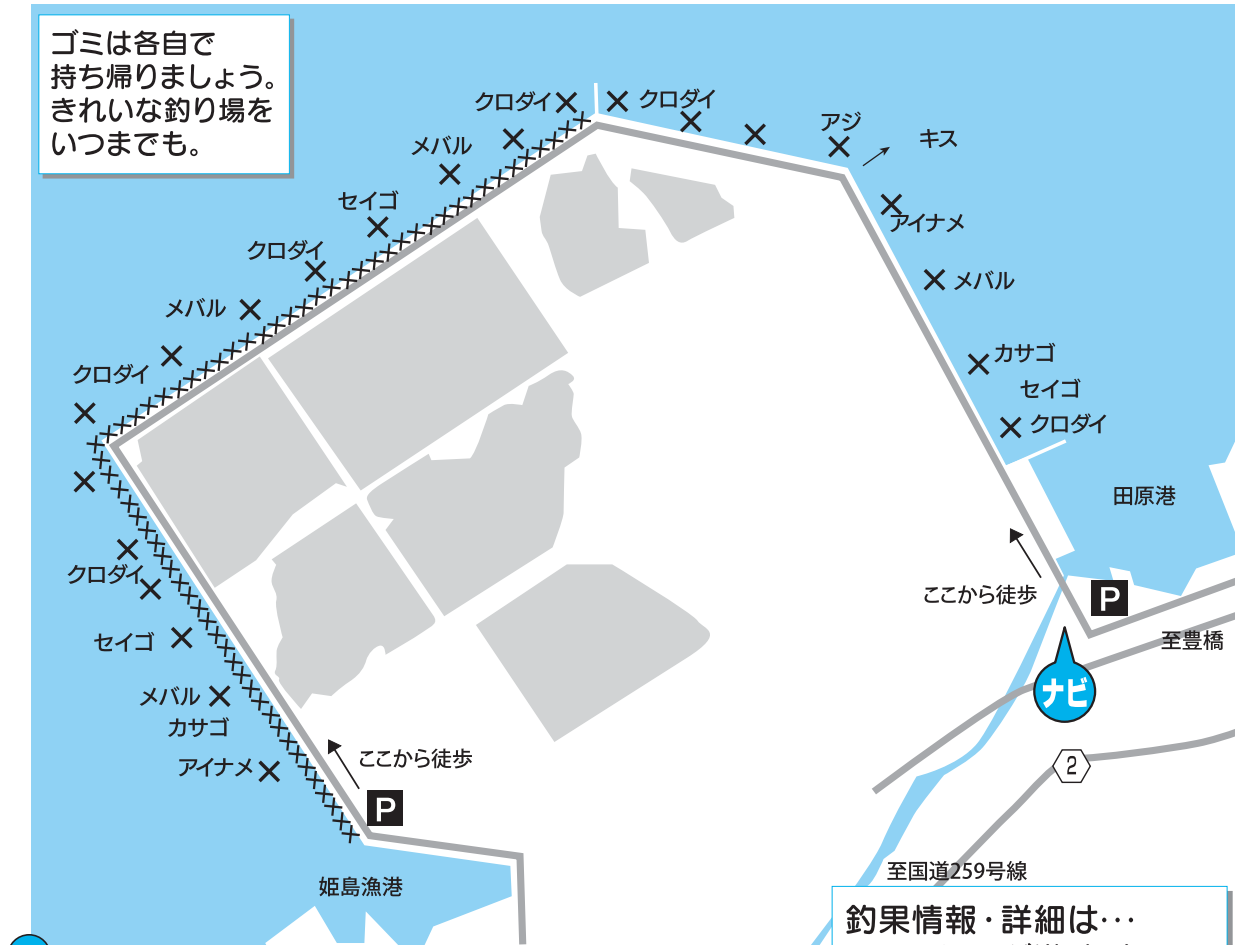 ゴミは各自で
持ち帰りましょう。
きれいな釣り場を
いつまでも。
クロダイ
クロダイ
アジ
キス
メバル
セイゴ
アイナメ
クロダイ
メバル
メバル
クロダイ
カサゴ
セイゴ
クロダイ
田原港
クロダイ
ここから徒歩
P
セイゴ
至豊橋
メバル
ナビ
カサゴ
アイナメ
ここから徒歩
2
P
姫島漁港
至国道259号線
釣果情報・詳細は…